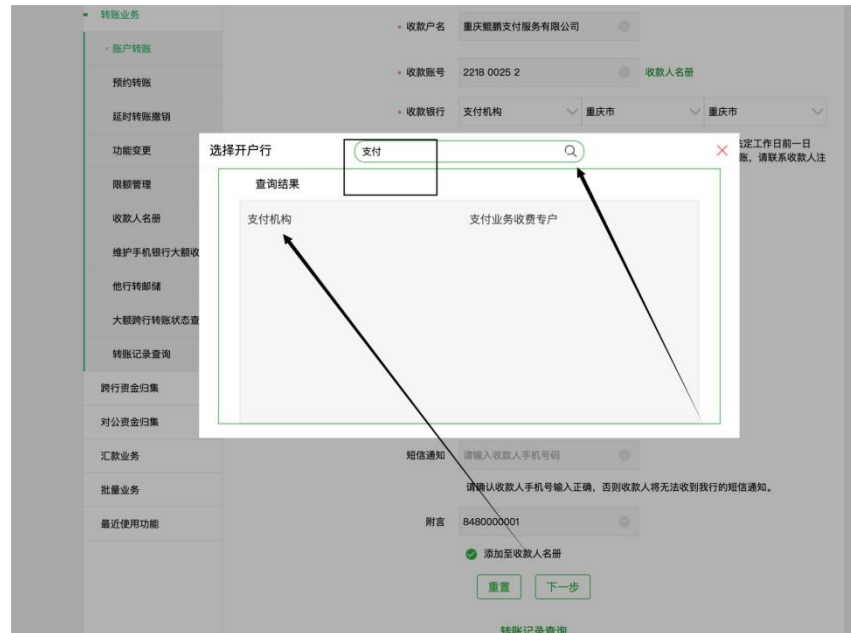 转账业务
收款户名 重庆鲲鹏支付服务有限公司
账户转账
收款账号 2218 0025 2 收款人名册
预约转账
收款银行 支付机构 重庆市 重庆市
延时转账撤销
定工作日前一日
功能变更
选择开户行 支付
账，请联系收款人注
限额管理
查询结果
收款人名册
支付机构 支付业务收费专户
维护手机银行大额收
他行转邮储
大额跨行转账状态查
转账记录查询
跨行资金归集
对公资金归集
汇款业务
短信通知 请输入收款人手机号码
批量业务
请确认收款人手机号输入正确，否则收款人将无法收到我行的短信通知。
最近使用功能
附言 8480000001
添加至收款人名册
重置 下一步
转账记录查询